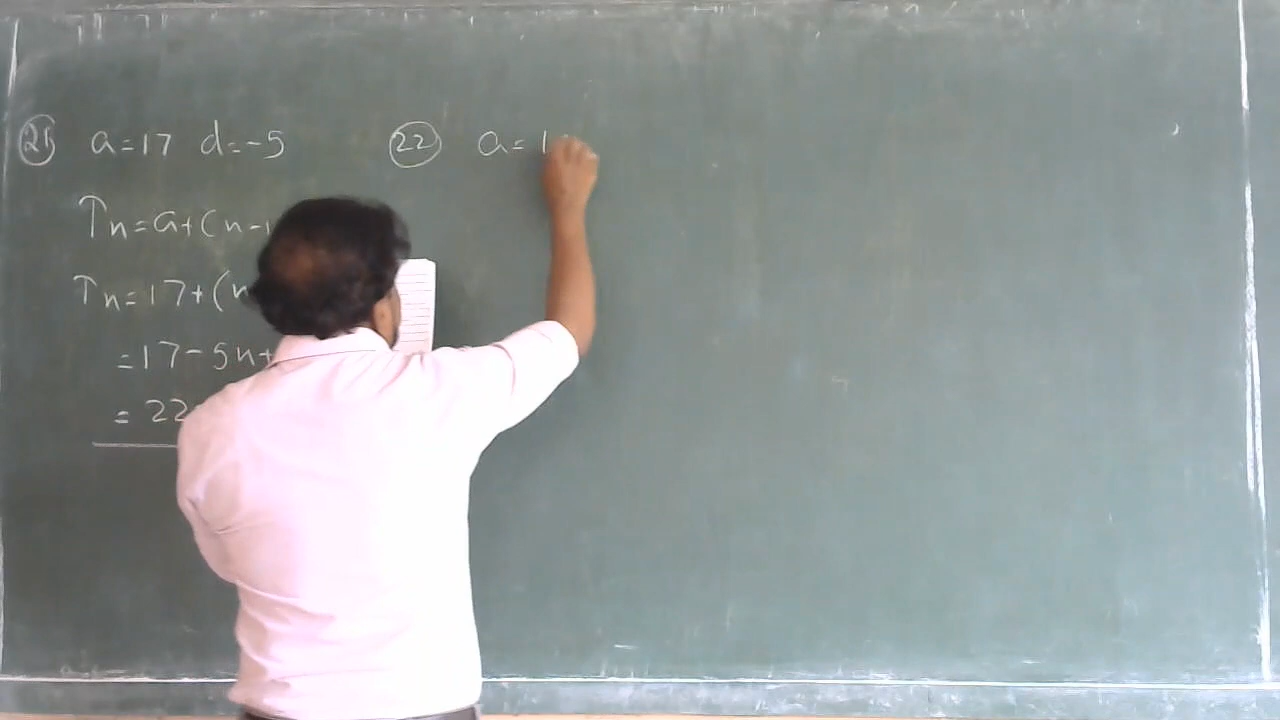 21 a=17 d=-5
Tn=a+(n-1
Tn=17+(n
=17-5n+
=22
22 a=1